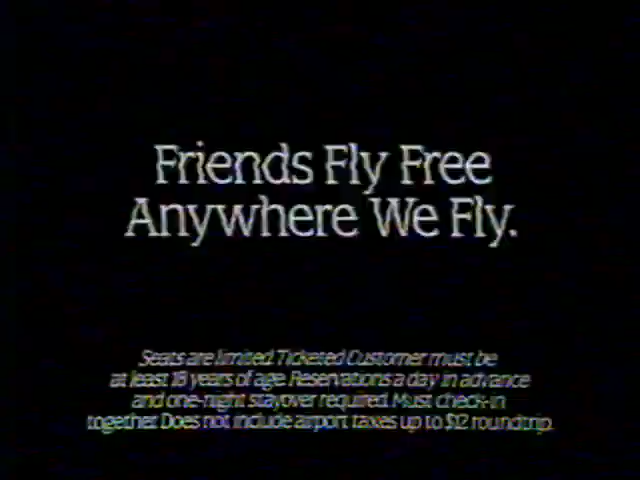 Friends Fly Free
Anywhere We Fly.
Seats are limited. Ticketed Customer must be
at least 18 years of age. Reservations a day in advance
and one-night stayover required. Must check-in
together. Does not include airport taxes up to $12 roundtrip.